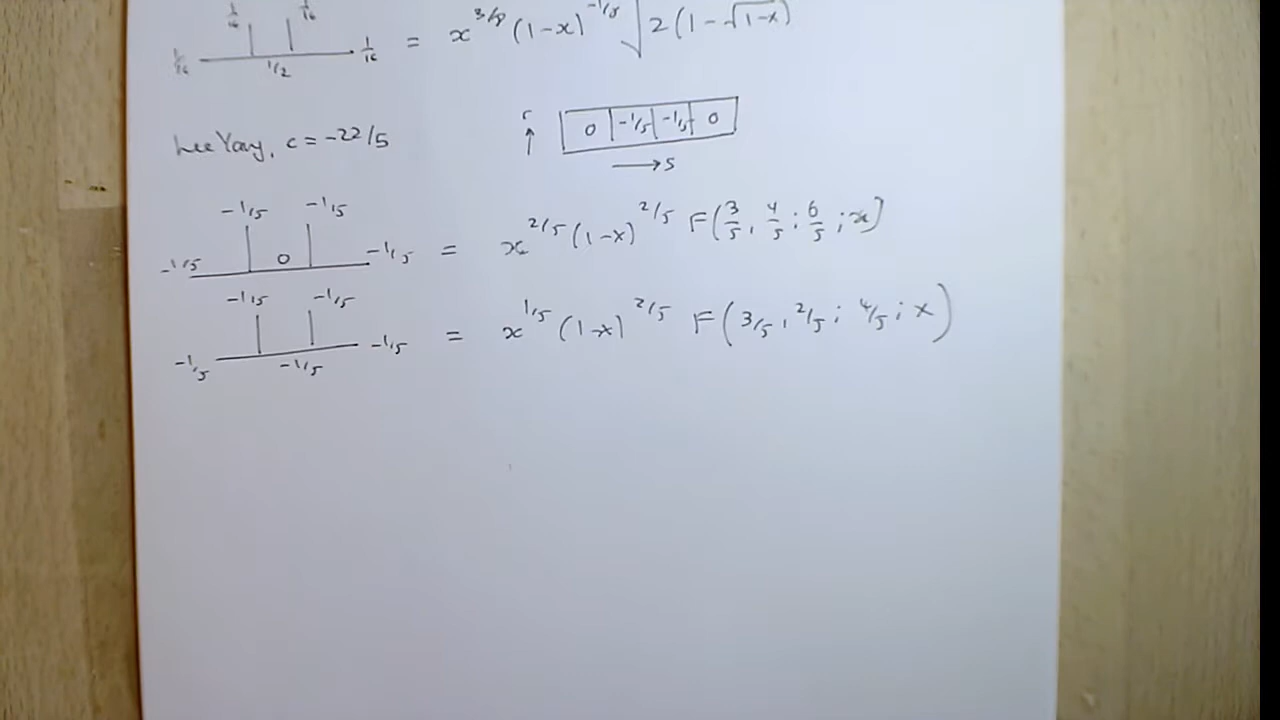 1/16 1/16
1/16 1/2 1/16 = x^{3/8} (1-x)^{-1/8} √2(1-√1-x)
Lee Yang, c = -22/5
r 0 -1/5 -1/5 0
→ s
-1/5 -1/5
-1/5 0 -1/5 = x^{2/5} (1-x)^{2/5} F(3/5, 4/5; 6/5; x)
-1/5 -1/5
-1/5 -1/5 -1/5 = x^{1/5} (1-x)^{2/5} F(3/5, 2/5; 4/5; x)